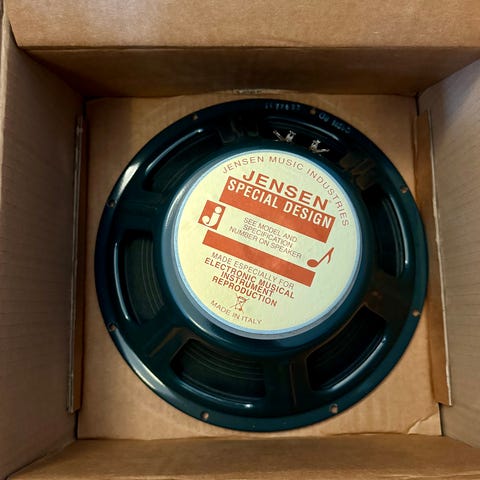 JENSEN MUSIC INDUSTRIES
JENSEN
SPECIAL DESIGN
j
SEE MODEL AND
SPECIFICATION
NUMBER ON SPEAKER
MADE ESPECIALLY FOR
ELECTRONIC MUSICAL
INSTRUMENT
REPRODUCTION
MADE IN ITALY